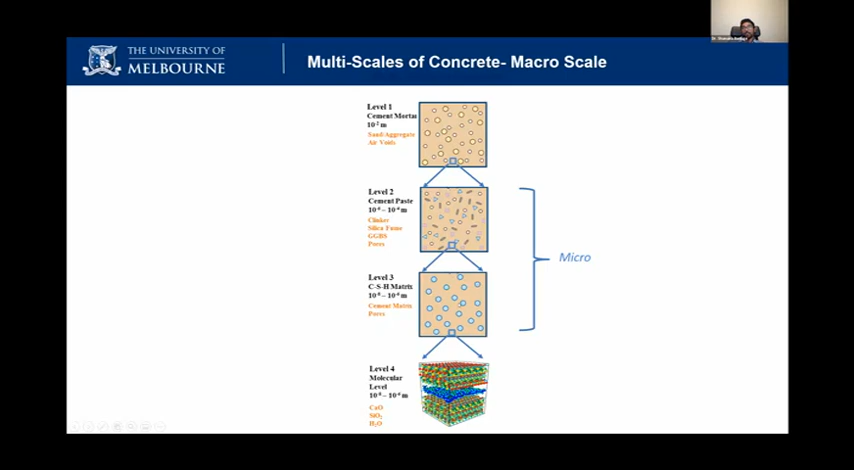 THE UNIVERSITY OF
MELBOURNE
Multi-Scales of Concrete- Macro Scale
Level 1
Cement Mortar
Sand/Aggregate
Air Voids
Level 2
Cement Paste
Clinker
Silica Fume
GGBS
Pores
Micro
Level 3
C-S-H Matrix
Cement Matrix
Pores
Level 4
Molecular
Level
CaO
SiO₂
H₂O